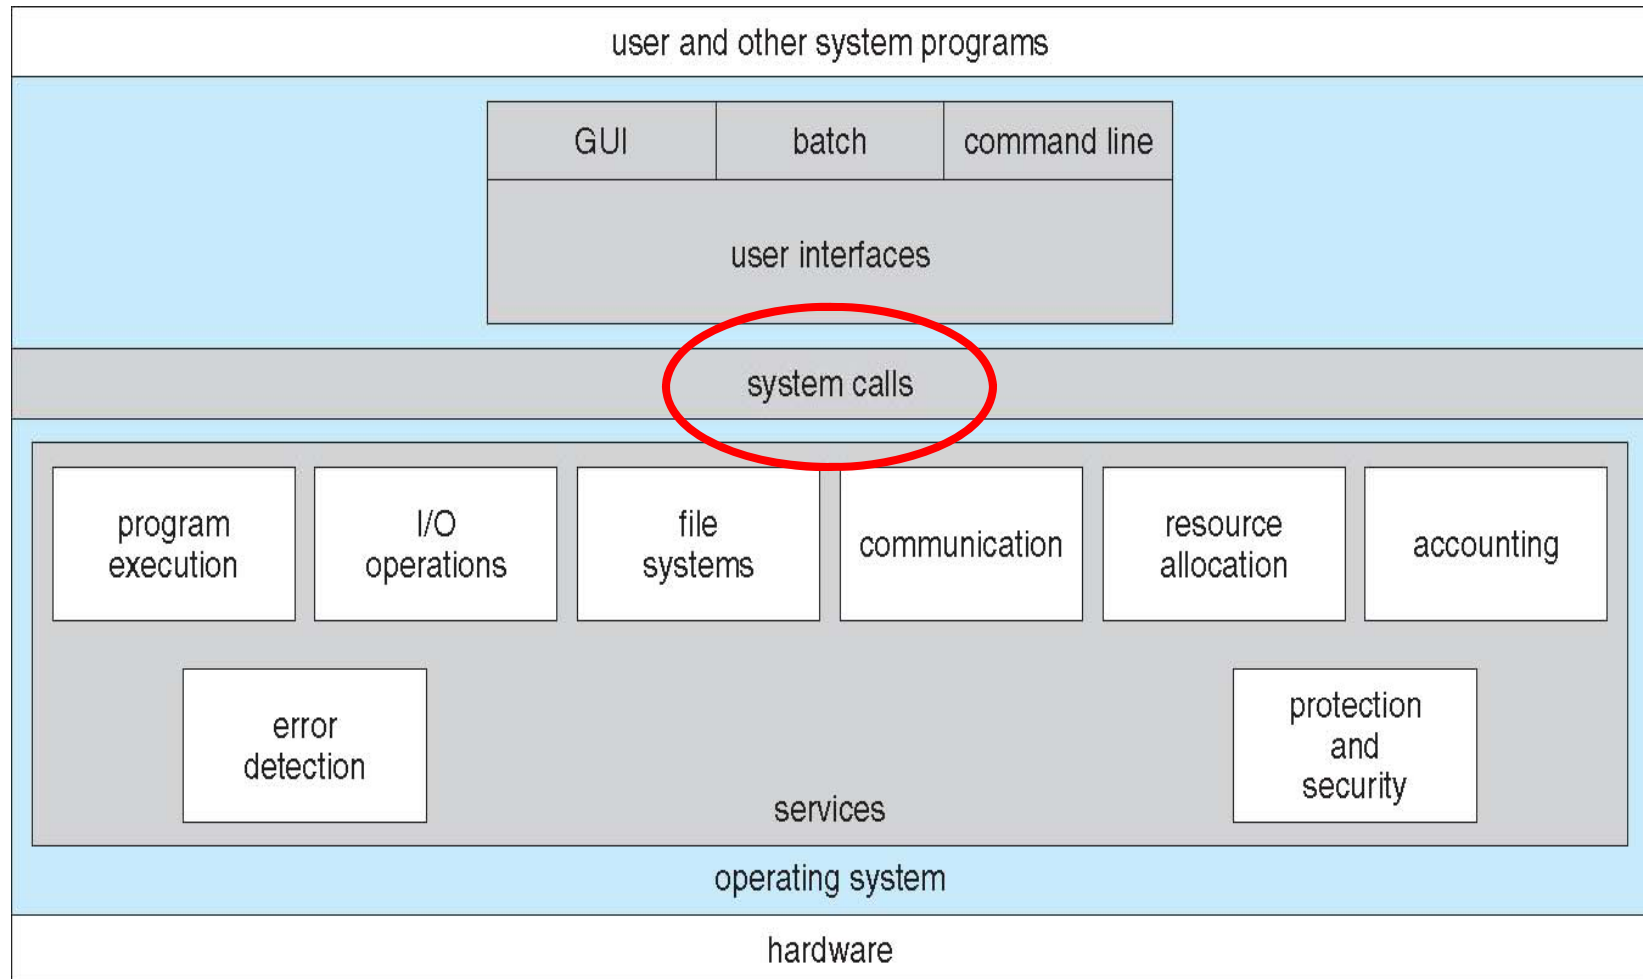 user and other system programs
GUI
batch
command line
user interfaces
system calls
program
execution
I/O
operations
file
systems
communication
resource
allocation
accounting
error
detection
protection
and
security
services
operating system
hardware